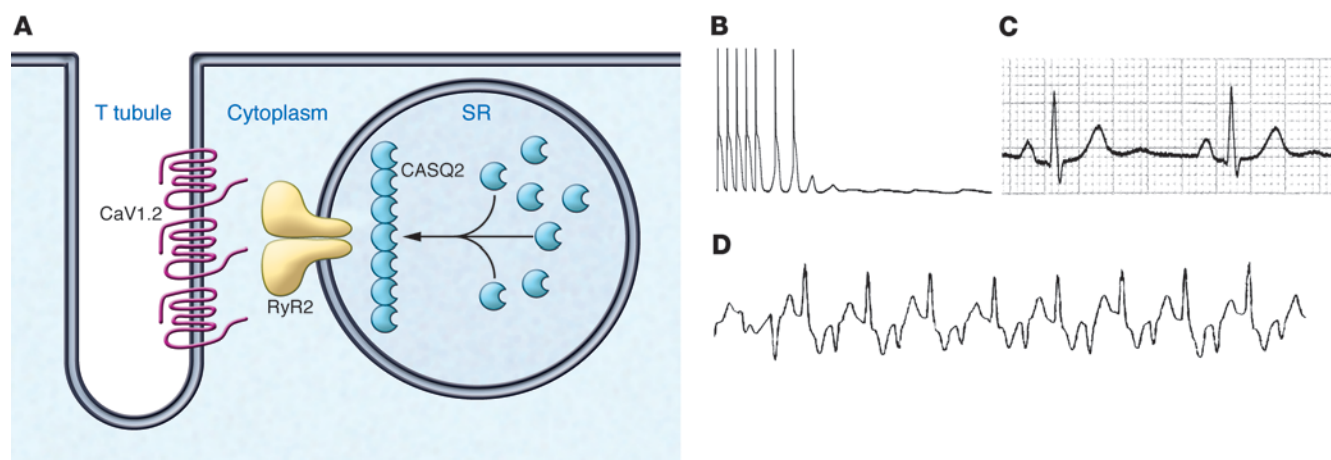 A
T tubule
Cytoplasm
SR
CaV1.2
CASQ2
RyR2
B
C
D